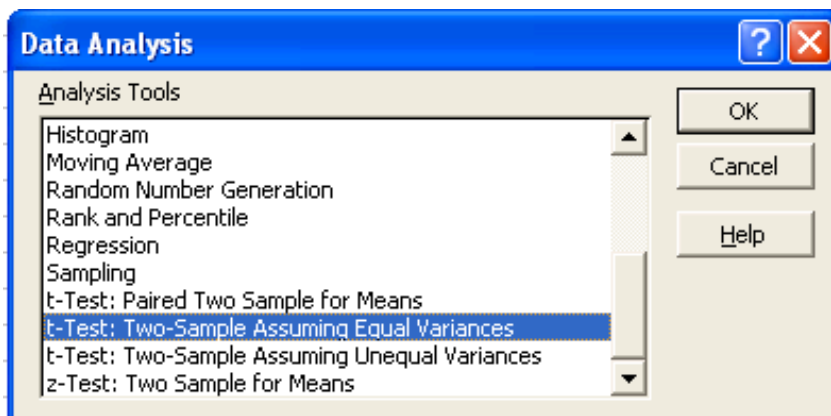 Data Analysis
Analysis Tools
Histogram
Moving Average
Random Number Generation
Rank and Percentile
Regression
Sampling
t-Test: Paired Two Sample for Means
t-Test: Two-Sample Assuming Equal Variances
t-Test: Two-Sample Assuming Unequal Variances
z-Test: Two Sample for Means
?
OK
Cancel
Help